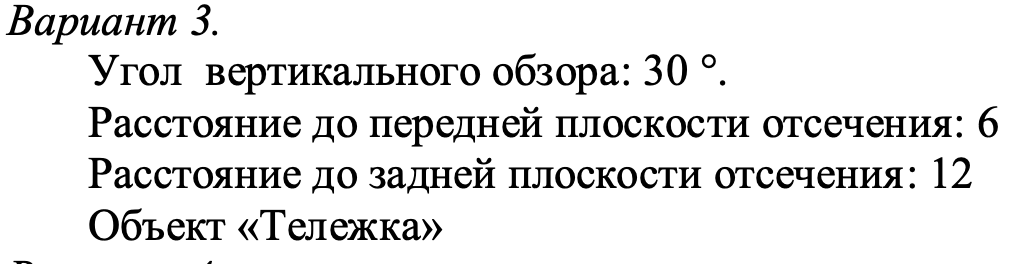 Вариант 3.
Угол вертикального обзора: 30 °.
Расстояние до передней плоскости отсечения: 6
Расстояние до задней плоскости отсечения: 12
Объект «Тележка»